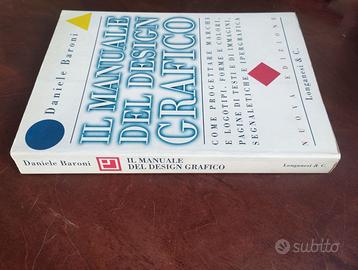 Daniele Baroni
IL MANUALE
DEL DESIGN
GRAFICO
COME PROGETTARE MARCHI
E LOGOTIPI, FORME E COLORI,
PAGINE DI TESTI E DI IMMAGINI,
SEGNALETICHE E IPERGRAFICA
NUOVA EDIZIONE
Longanesi & C.
Daniele Baroni
IL MANUALE
DEL DESIGN GRAFICO
Longanesi & C.
subito